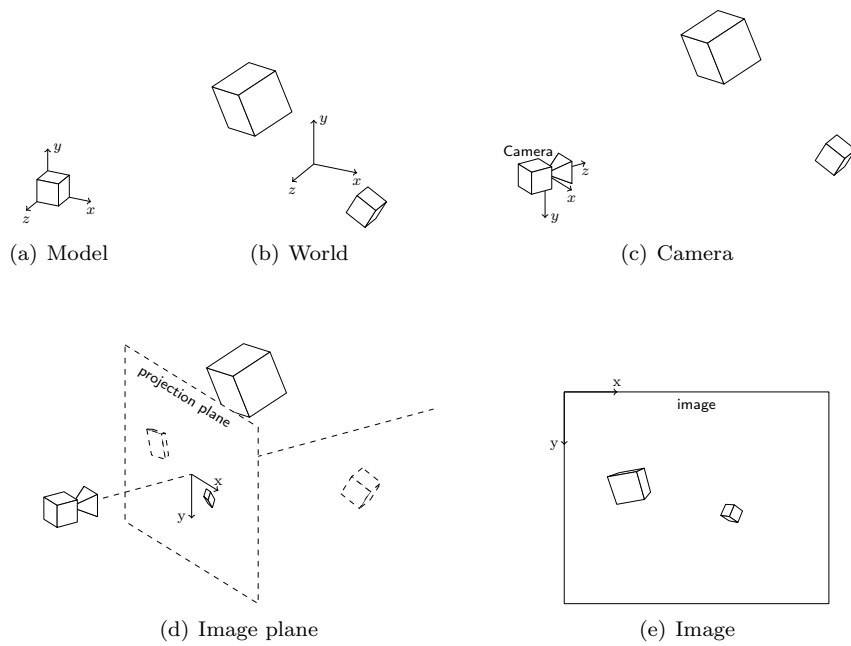 y
x
z
(a) Model
y
x
z
(b) World
Camera
z
x
y
(c) Camera
projection plane
x
y
(d) Image plane
x
image
y
(e) Image